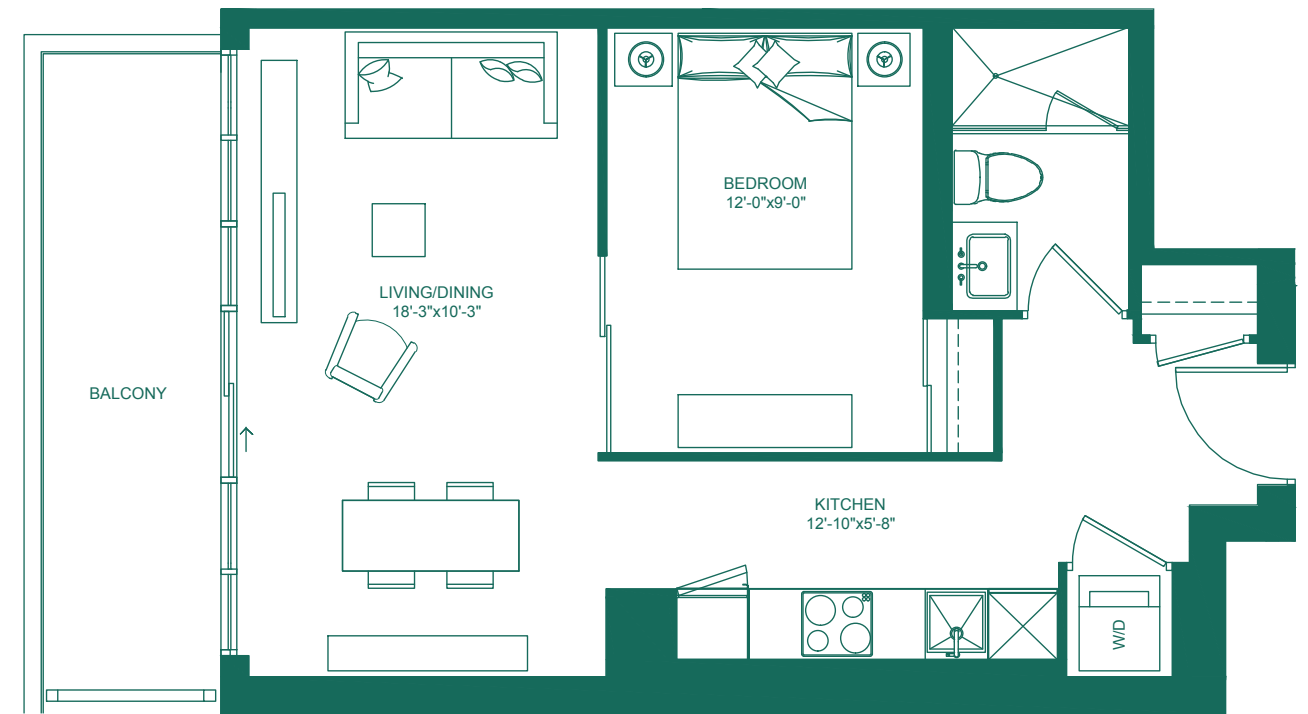 BEDROOM
12'-0"x9'-0"
LIVING/DINING
18'-3"x10'-3"
BALCONY
KITCHEN
12'-10"x5'-8"
W/D